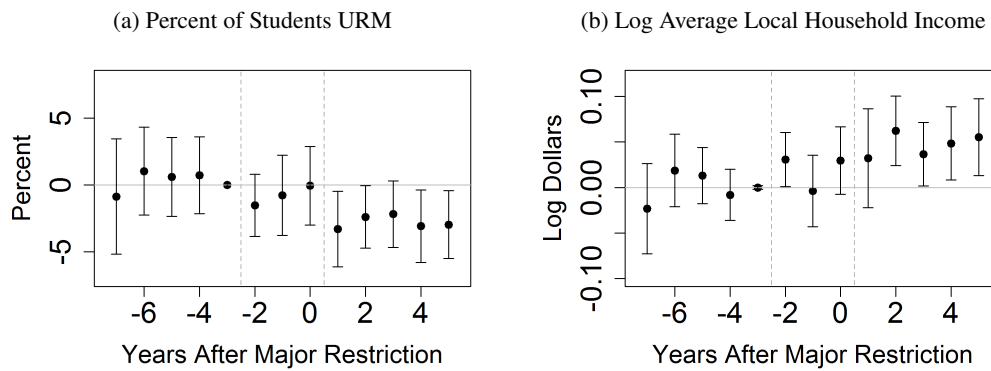 (a) Percent of Students URM
Percent
5
0
-5
-6 -4 -2 0 2 4
Years After Major Restriction
(b) Log Average Local Household Income
Log Dollars
0.10
0.00
-0.10
-6 -4 -2 0 2 4
Years After Major Restriction